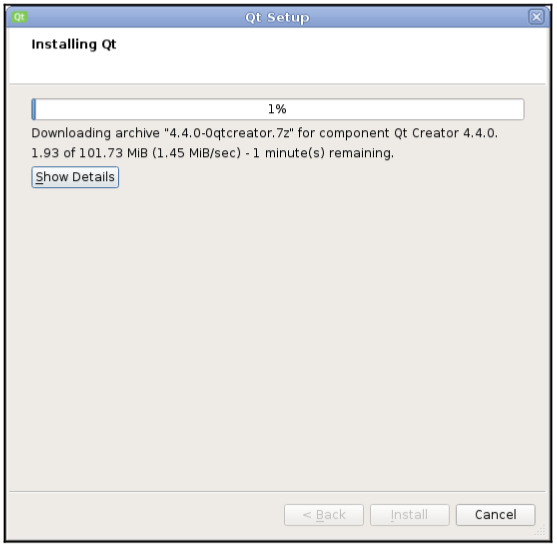 Qt Qt Setup
Installing Qt
1%
Downloading archive "4.4.0-0qtcreator.7z" for component Qt Creator 4.4.0.
1.93 of 101.73 MiB (1.45 MiB/sec) - 1 minute(s) remaining.
Show Details
< Back Install Cancel